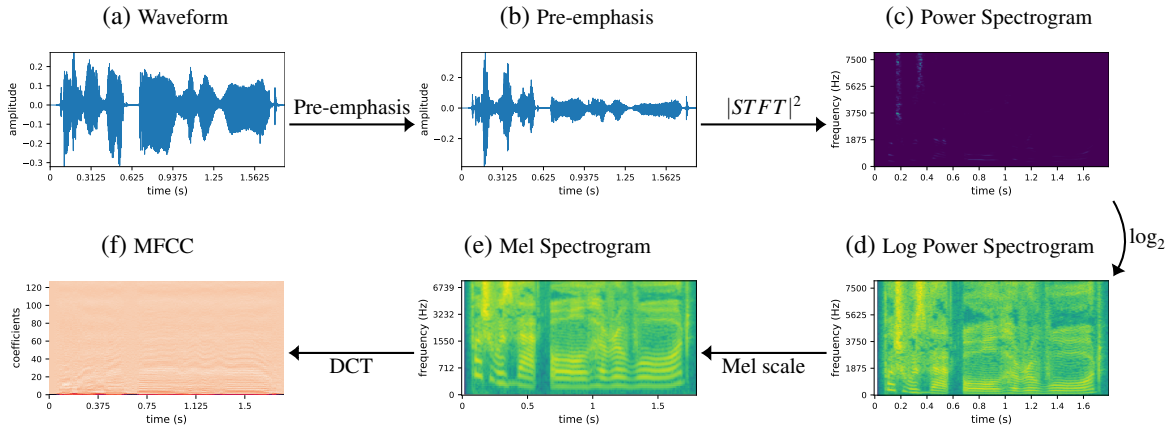 (a) Waveform
(b) Pre-emphasis
(c) Power Spectrogram
0.2
0.1
0.0
−0.1
−0.2
−0.3
amplitude
0 0.3125 0.625 0.9375 1.25 1.5625
time (s)
Pre-emphasis
0.2
0.0
−0.2
amplitude
0 0.3125 0.625 0.9375 1.25 1.5625
time (s)
|STFT|²
7500
5625
3750
1875
0
frequency (Hz)
0 0.2 0.4 0.6 0.8 1 1.2 1.4 1.6
time (s)
log₂
(f) MFCC
(e) Mel Spectrogram
(d) Log Power Spectrogram
120
100
80
60
40
20
0
coefficients
0 0.375 0.75 1.125 1.5
time (s)
DCT
6739
3232
1550
712
0
frequency (Hz)
0 0.5 1 1.5
time (s)
Mel scale
7500
5625
3750
1875
0
frequency (Hz)
0 0.2 0.4 0.6 0.8 1 1.2 1.4 1.6
time (s)